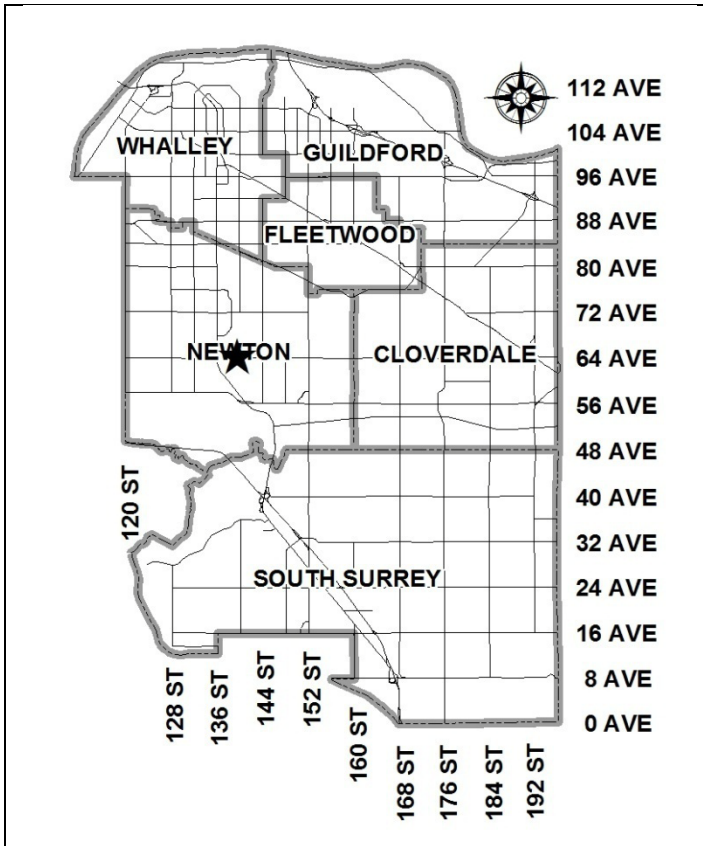 112 AVE
104 AVE
WHALLEY
GUILDFORD
96 AVE
88 AVE
FLEETWOOD
80 AVE
72 AVE
NEWTON
CLOVERDALE
64 AVE
56 AVE
48 AVE
120 ST
40 AVE
32 AVE
SOUTH SURREY
24 AVE
16 AVE
8 AVE
0 AVE
128 ST
136 ST
144 ST
152 ST
160 ST
168 ST
176 ST
184 ST
192 ST